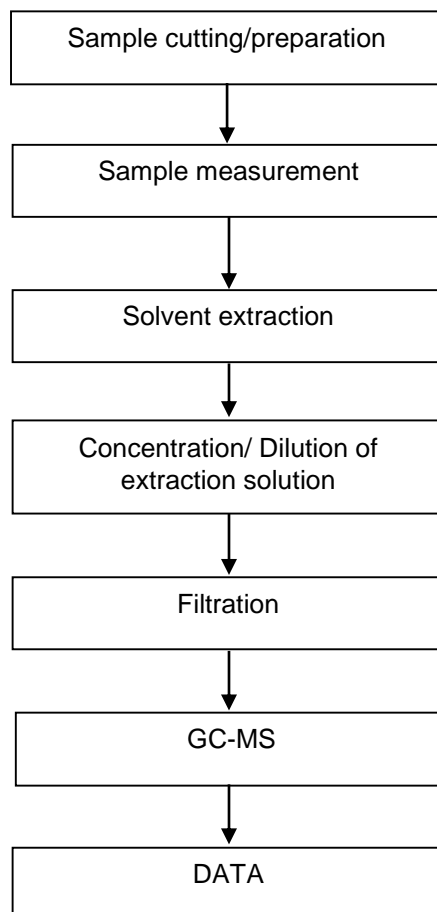 Sample cutting/preparation
Sample measurement
Solvent extraction
Concentration/ Dilution of
extraction solution
Filtration
GC-MS
DATA